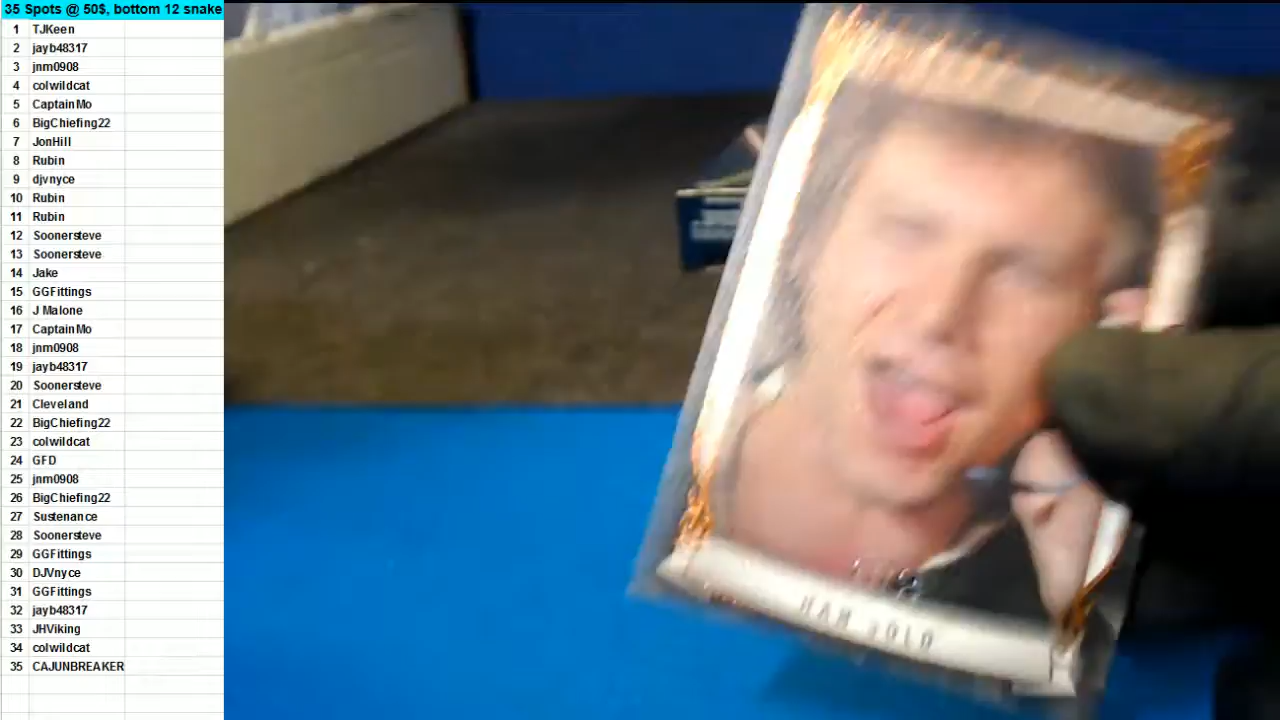 35 Spots @ 50$, bottom 12 snake
1 TJKeen
2 jayb48317
3 jnm0908
4 colwildcat
5 CaptainMo
6 BigChiefing22
7 JonHill
8 Rubin
9 djvnyce
10 Rubin
11 Rubin
12 Soonersteve
13 Soonersteve
14 Jake
15 GGFittings
16 J Malone
17 CaptainMo
18 jnm0908
19 jayb48317
20 Soonersteve
21 Cleveland
22 BigChiefing22
23 colwildcat
24 GFD
25 jnm0908
26 BigChiefing22
27 Sustenance
28 Soonersteve
29 GGFittings
30 DJVnyce
31 GGFittings
32 jayb48317
33 JHViking
34 colwildcat
35 CAJUNBREAKER
HAN SOLO